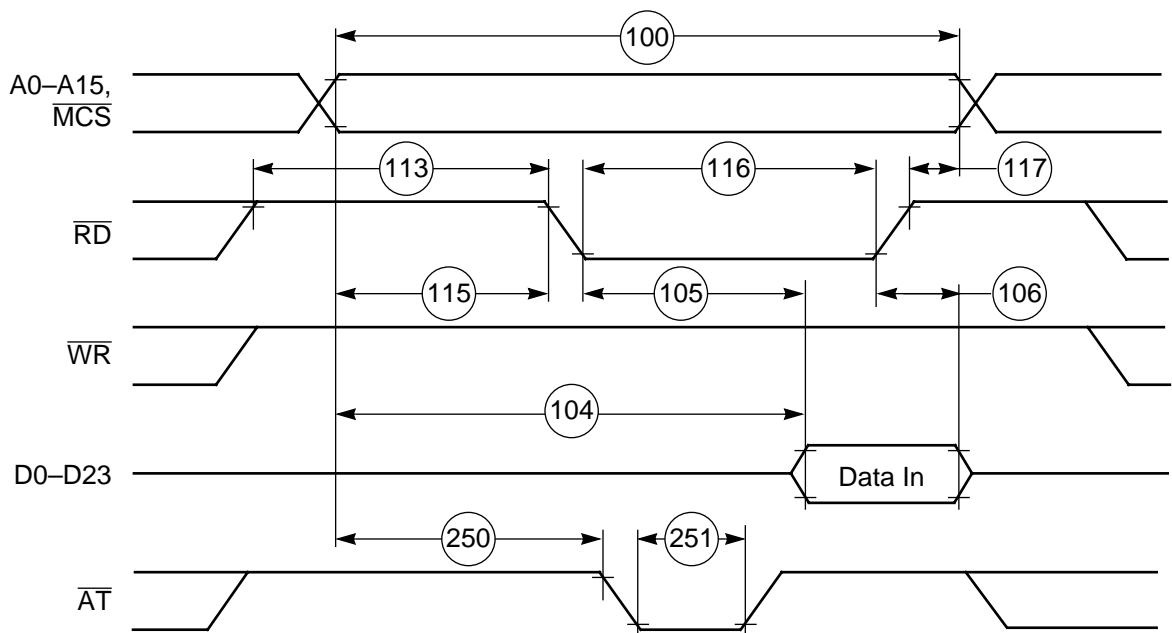 100
A0–A15,
MCS
113
116
117
RD
115
105
106
WR
104
D0–D23
Data In
250
251
AT